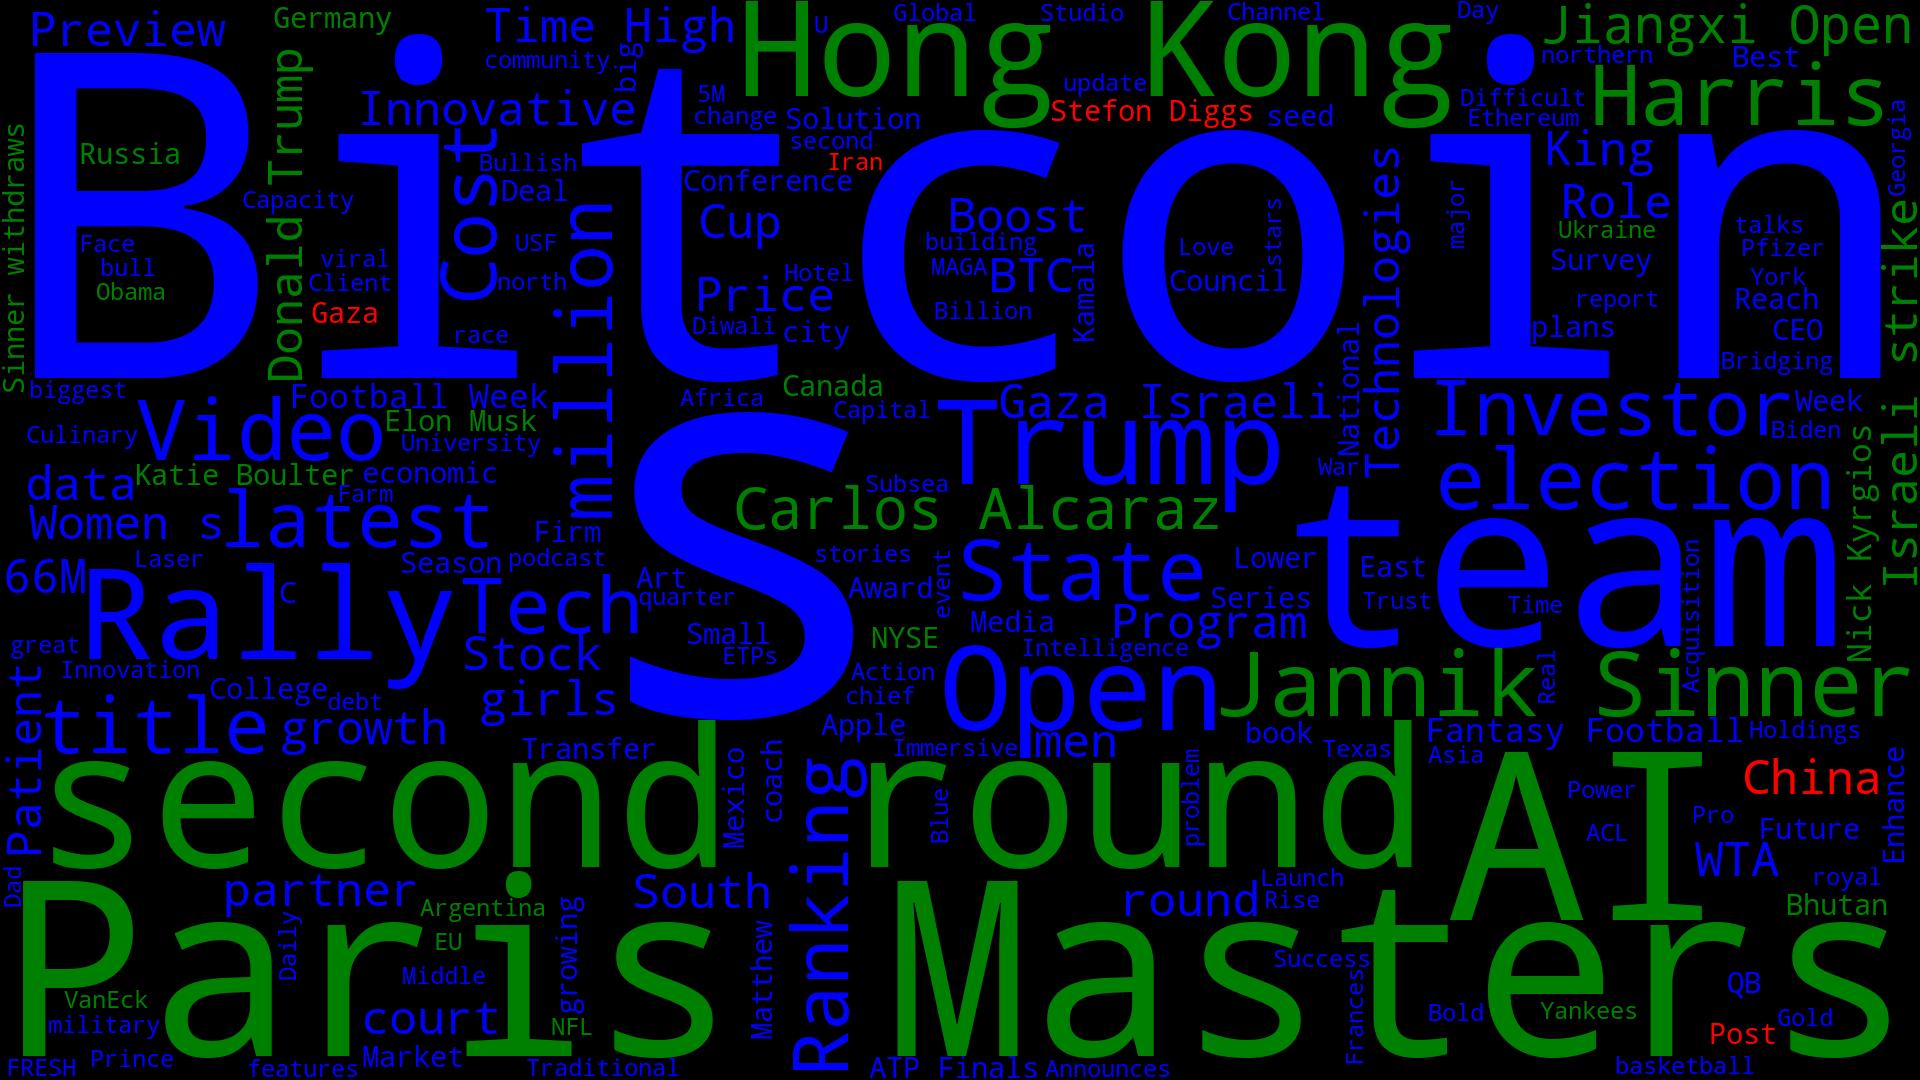 Preview
Germany
Time High
Hong Kong
U
Global
Studio
Channel
Day
Jiangxi Open
community
big
northern
Best
Bitcoin
Innovative
5M
update
Harris
change
Solution
Stefon Diggs
seed
Difficult
Ethereum
Georgia
Sinner withdraws
Russia
Donald Trump
Cost
Bullish
second
Iran
King
Capacity
Deal
Conference
Technologies
major
Role
Israeli strike
Face
bull
Obama
viral
Client
Gaza
USF
north
million
Cup
Boost
building
MAGA
BTC
Kamala
Love
Council
stars
Ukraine
Survey
talks
Pfizer
York
race
Price
Hotel
Diwali
city
Billion
National
report
plans
Reach
CEO
Bridging
biggest
Football Week
Africa
Canada
Capital
Trump
Gaza Israeli
Investor
Week
Biden
Culinary
Video
Elon Musk
University
s
data
Katie Boulter
economic
Farm
Subsea
War
election
Nick Kyrgios
Women s
latest
Firm
Carlos Alcaraz
team
66M
Laser
Season
podcast
stories
event
State
Lower
East
Acquisition
Rally
C
Tech
Art
quarter
Award
Media
Program
Series
Trust
Time
great
Innovation
Stock
Small
ETPs
NYSE
Intelligence
Patient
College
debt
girls
Action
chief
Open
Jannik Sinner
Real
title
growth
Transfer
Apple
Immersive
men
book
Texas
Fantasy Football
Asia
Holdings
second round
Mexico
coach
Ranking
Blue
problem
AI
Power
ACL
China
Pro
Future
Enhance
WTA
Dad
partner
South
round
Launch
Rise
royal
Bhutan
Paris Masters
Argentina
EU
Daily
Middle
growing
Matthew
Success
Frances
QB
VanEck
military
court
NFL
Bold
Yankees
Gold
Post
FRESH
Prince
features
Market
Traditional
ATP Finals
Announces
basketball